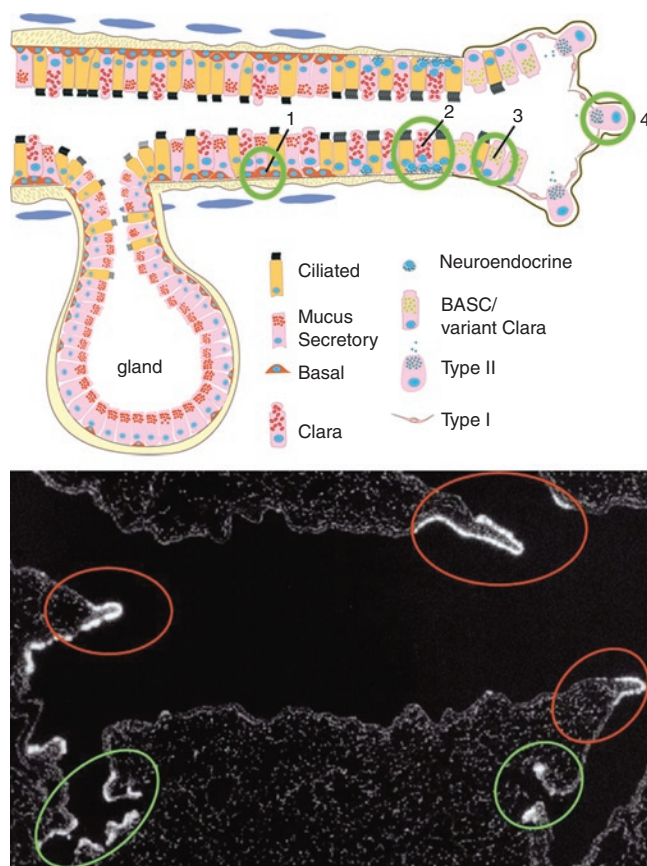 1
2
3
4
gland
Ciliated
Mucus
Secretory
Basal
Clara
Neuroendocrine
BASC/
variant Clara
Type II
Type I